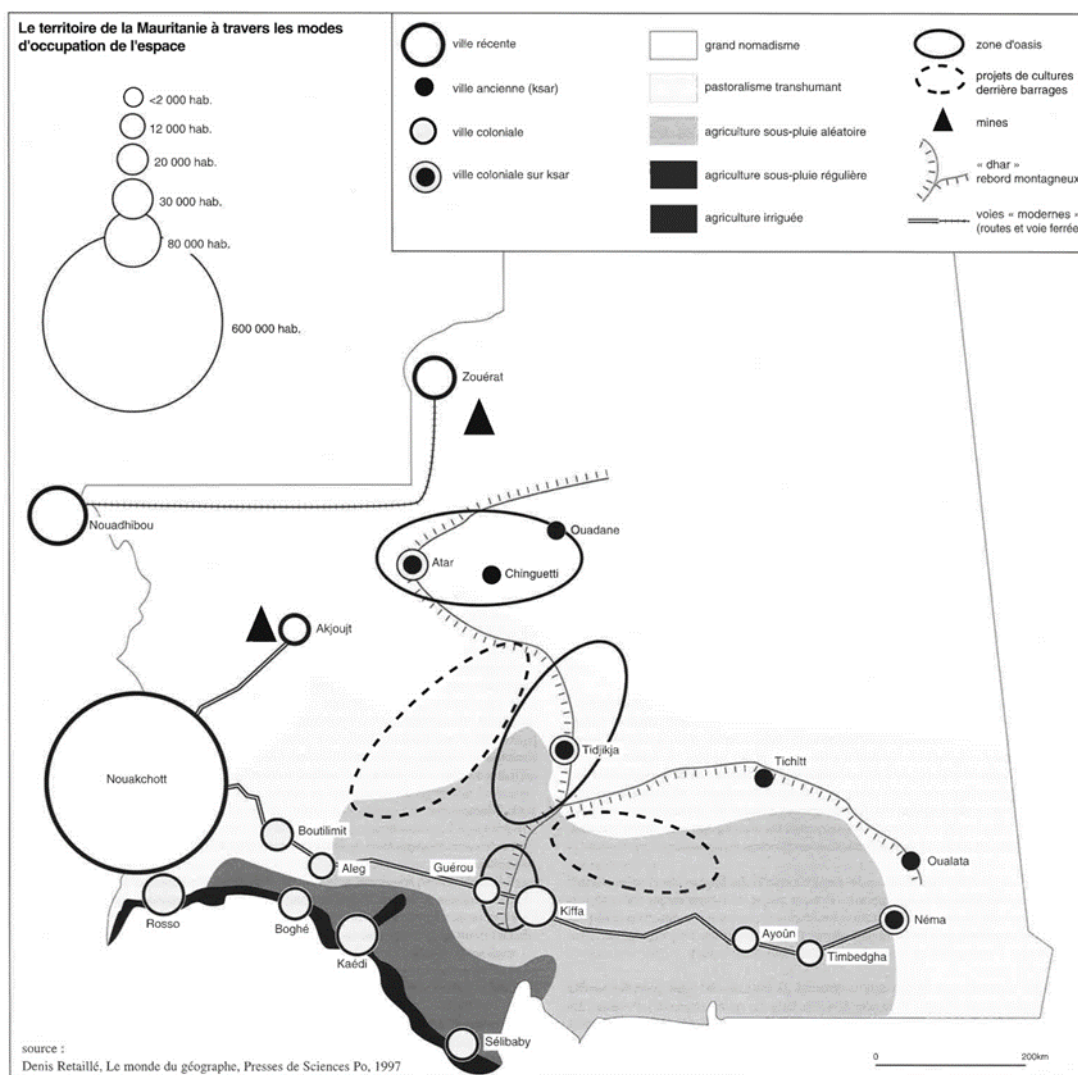 Le territoire de la Mauritanie à travers les modes
d'occupation de l'espace
<2 000 hab.
12 000 hab.
20 000 hab.
30 000 hab.
80 000 hab.
600 000 hab.
ville récente
ville ancienne (ksar)
ville coloniale
ville coloniale sur ksar
grand nomadisme
pastoralisme transhumant
agriculture sous-pluie aléatoire
agriculture sous-pluie régulière
agriculture irriguée
zone d'oasis
projets de cultures
derrière barrages
mines
« dhar »
rebord montagneux
voies « modernes »
(routes et voie ferrée
Zouérat
Nouadhibou
Ouadane
Atar
Chinguetti
Akjoujt
Nouakchott
Tidjikja
Tichitt
Boutilimit
Aleg
Guérou
Oualata
Kiffa
Rosso
Boghé
Kaédi
Ayoûn
Néma
Timbedgha
Sélibaby
source :
Denis Retaillé, Le monde du géographe, Presses de Sciences Po, 1997
0 200km